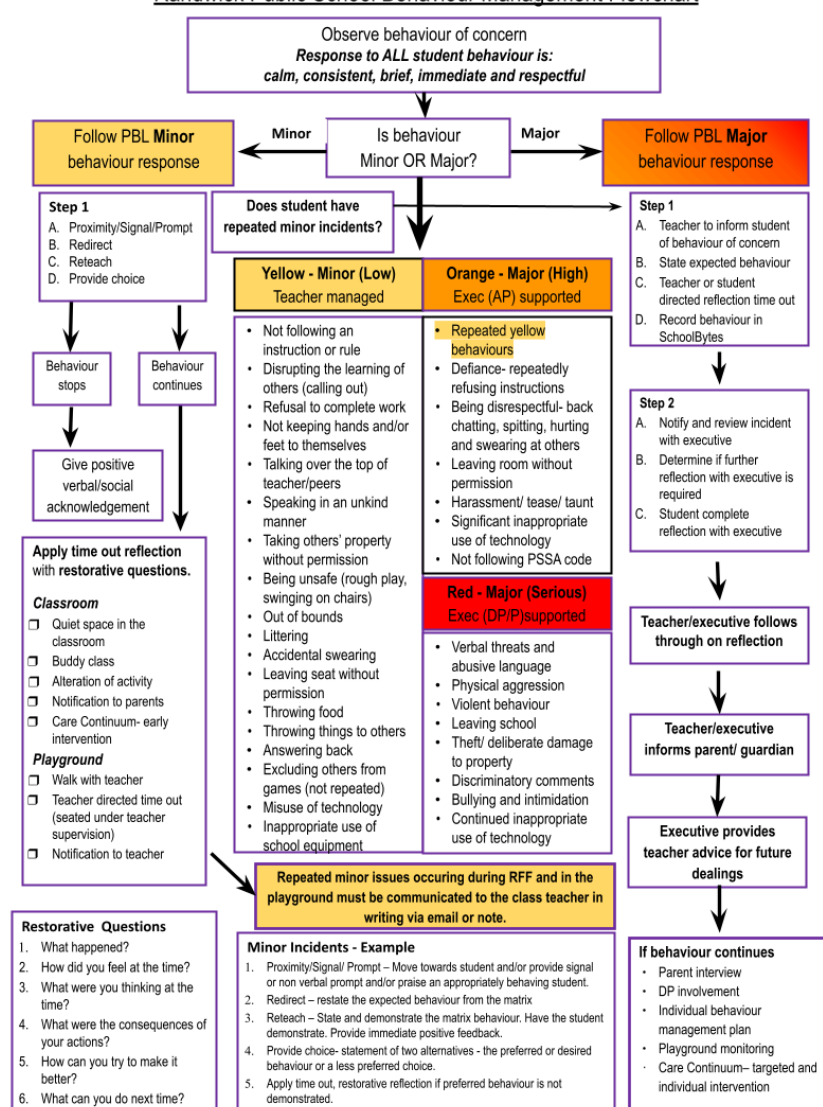 Randwick Public School Behaviour Management Flowchart
Observe behaviour of concern
Response to ALL student behaviour is:
calm, consistent, brief, immediate and respectful
Follow PBL Minor
behaviour response
Minor
Is behaviour
Minor OR Major?
Major
Follow PBL Major
behaviour response
Step 1
A. Proximity/Signal/Prompt
B. Redirect
C. Reteach
D. Provide choice
Does student have
repeated minor incidents?
Behaviour
stops
Behaviour
continues
Give positive
verbal/social
acknowledgement
Apply time out reflection
with restorative questions.
Classroom
Quiet space in the
classroom
Buddy class
Alteration of activity
Notification to parents
Care Continuum- early
intervention
Playground
Walk with teacher
Teacher directed time out
(seated under teacher
supervision)
Notification to teacher
Yellow - Minor (Low)
Teacher managed
• Not following an
instruction or rule
• Disrupting the learning of
others (calling out)
• Refusal to complete work
• Not keeping hands and/or
feet to themselves
• Talking over the top of
teacher/peers
• Speaking in an unkind
manner
• Taking others' property
without permission
• Being unsafe (rough play,
swinging on chairs)
• Out of bounds
• Littering
• Accidental swearing
• Leaving seat without
permission
• Throwing food
• Throwing things to others
• Answering back
• Excluding others from
games (not repeated)
• Misuse of technology
• Inappropriate use of
school equipment
Orange - Major (High)
Exec (AP) supported
• Repeated yellow
behaviours
• Defiance- repeatedly
refusing instructions
• Being disrespectful- back
chatting, spitting, hurting
and swearing at others
• Leaving room without
permission
• Harassment/ tease/ taunt
• Significant inappropriate
use of technology
• Not following PSSA code
Red - Major (Serious)
Exec (DP/P)supported
• Verbal threats and
abusive language
• Physical aggression
• Violent behaviour
• Leaving school
• Theft/ deliberate damage
to property
• Discriminatory comments
• Bullying and intimidation
• Continued inappropriate
use of technology
Step 1
A. Teacher to inform student
of behaviour of concern
B. State expected behaviour
C. Teacher or student
directed reflection time out
D. Record behaviour in
SchoolBytes
Step 2
A. Notify and review incident
with executive
B. Determine if further
reflection with executive is
required
C. Student complete
reflection with executive
Teacher/executive follows
through on reflection
Teacher/executive
informs parent/ guardian
Executive provides
teacher advice for future
dealings
Repeated minor issues occuring during RFF and in the
playground must be communicated to the class teacher in
writing via email or note.
Restorative Questions
1. What happened?
2. How did you feel at the time?
3. What were you thinking at the
time?
4. What were the consequences of
your actions?
5. How can you try to make it
better?
6. What can you do next time?
Minor Incidents - Example
1. Proximity/Signal/ Prompt – Move towards student and/or provide signal
or non verbal prompt and/or praise an appropriately behaving student.
2. Redirect – restate the expected behaviour from the matrix
3. Reteach – State and demonstrate the matrix behaviour. Have the student
demonstrate. Provide immediate positive feedback.
4. Provide choice- statement of two alternatives - the preferred or desired
behaviour or a less preferred choice.
5. Apply time out, restorative reflection if preferred behaviour is not
demonstrated.
If behaviour continues
• Parent interview
• DP involvement
• Individual behaviour
management plan
• Playground monitoring
· Care Continuum– targeted and
individual intervention